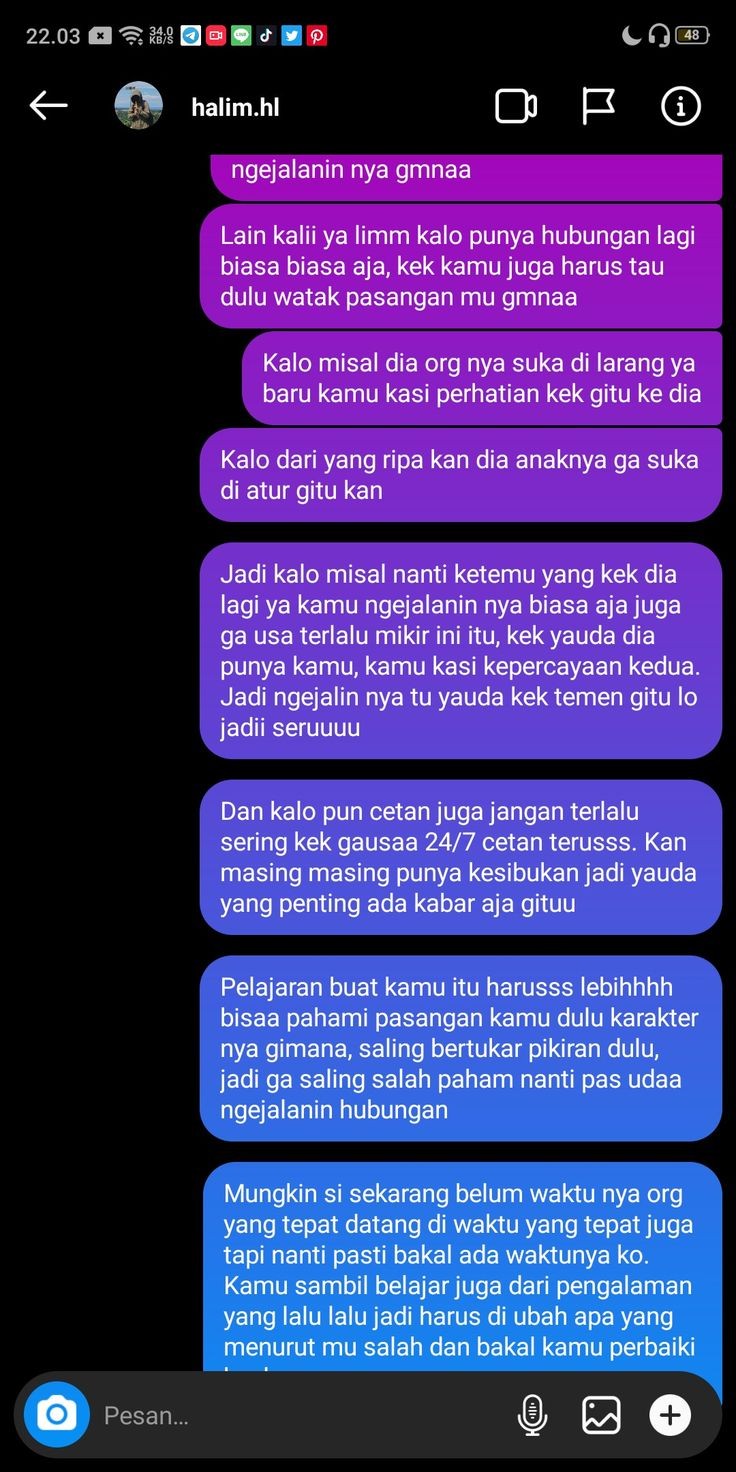 22.03
34.0
KB/S
48
halim.hl
ngejalanin nya gmnaa
Lain kalii ya limm kalo punya hubungan lagi
biasa biasa aja, kek kamu juga harus tau
dulu watak pasangan mu gmnaa
Kalo misal dia org nya suka di larang ya
baru kamu kasi perhatian kek gitu ke dia
Kalo dari yang ripa kan dia anaknya ga suka
di atur gitu kan
Jadi kalo misal nanti ketemu yang kek dia
lagi ya kamu ngejalanin nya biasa aja juga
ga usa terlalu mikir ini itu, kek yauda dia
punya kamu, kamu kasi kepercayaan kedua.
Jadi ngejalin nya tu yauda kek temen gitu lo
jadii seruuuu
Dan kalo pun cetan juga jangan terlalu
sering kek gausaa 24/7 cetan terusss. Kan
masing masing punya kesibukan jadi yauda
yang penting ada kabar aja gituu
Pelajaran buat kamu itu harusss lebihhhh
bisaa pahami pasangan kamu dulu karakter
nya gimana, saling bertukar pikiran dulu,
jadi ga saling salah paham nanti pas udaa
ngejalanin hubungan
Mungkin si sekarang belum waktu nya org
yang tepat datang di waktu yang tepat juga
tapi nanti pasti bakal ada waktunya ko.
Kamu sambil belajar juga dari pengalaman
yang lalu lalu jadi harus di ubah apa yang
menurut mu salah dan bakal kamu perbaiki
Pesan...